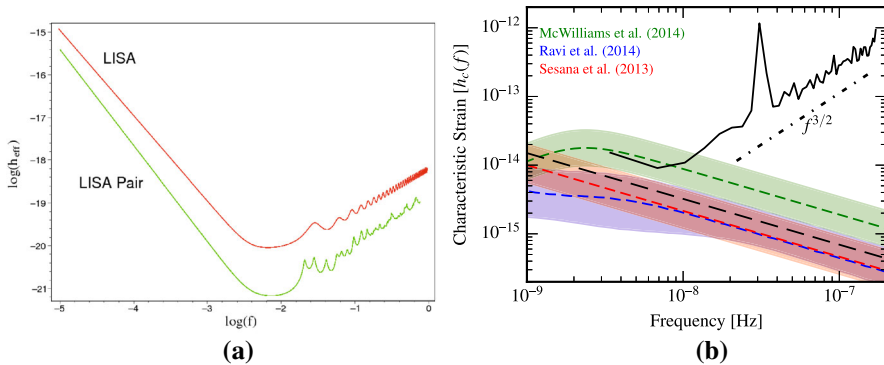 -15
-16
-17
-18
-19
-20
-21
log(h_eff)
LISA
LISA Pair
-5
-4
-3
-2
-1
0
log(f)
(a)
10^-12
10^-13
10^-14
10^-15
Characteristic Strain [h_c(f)]
McWilliams et al. (2014)
Ravi et al. (2014)
Sesana et al. (2013)
f^3/2
10^-9
10^-8
10^-7
Frequency [Hz]
(b)